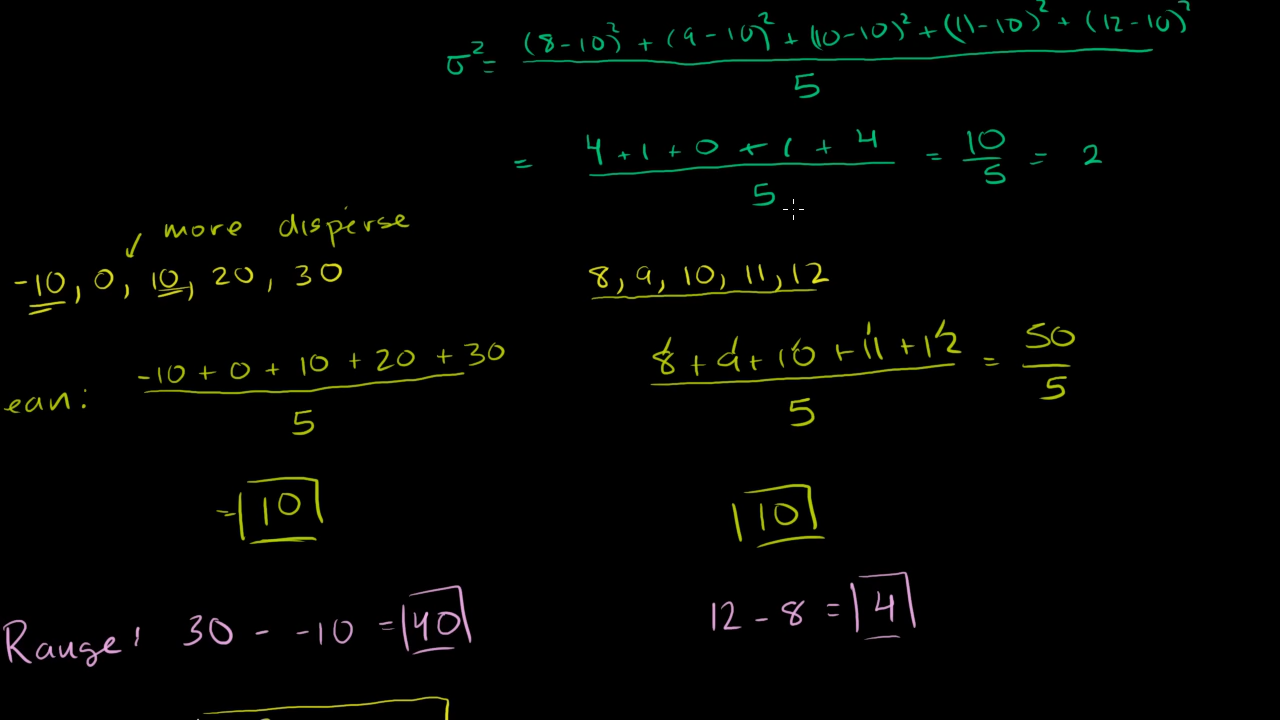 σ² = (8-10)² + (9-10)² + (10-10)² + (11-10)² + (12-10)²
5
= 4+1+0+1+4 = 10 = 2
5 5
more disperse
-10, 0, 10, 20, 30 8, 9, 10, 11, 12
ean: -10 + 0 + 10 + 20 + 30 8 + 9 + 10 + 11 + 12 = 50
5 5 5
= 10 10
Range: 30 - -10 = 40 12 - 8 = 4